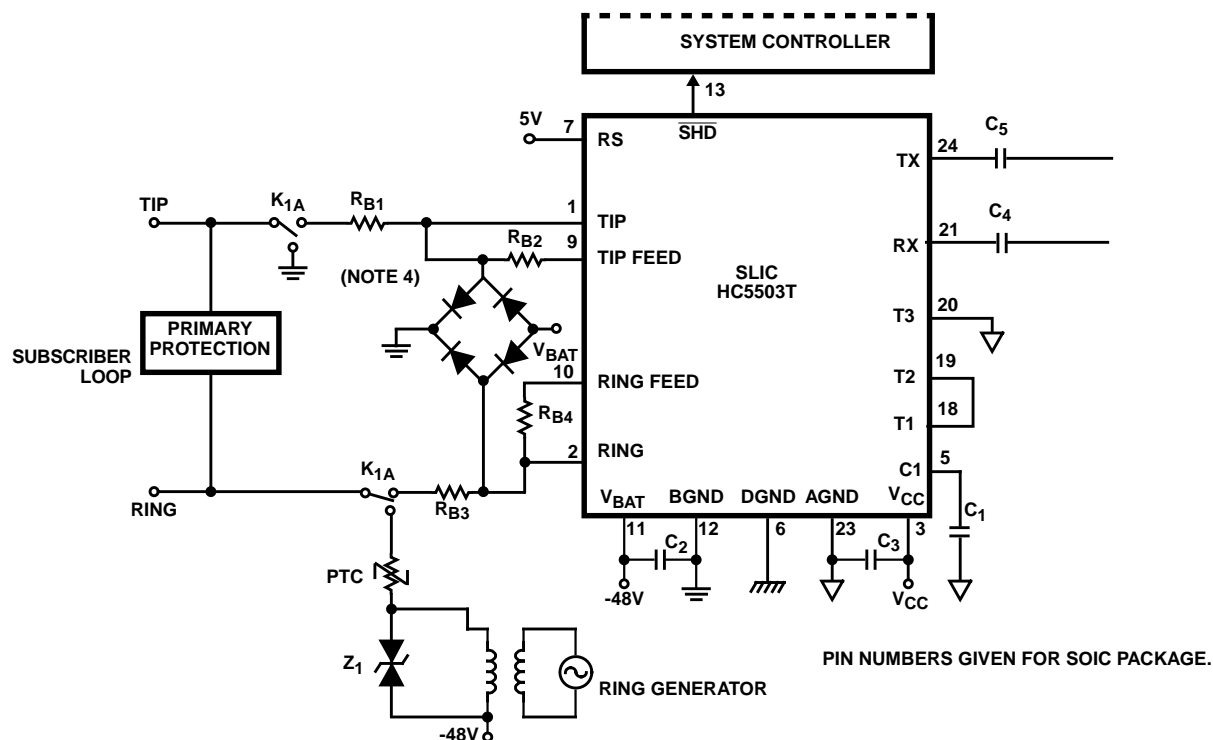 SYSTEM CONTROLLER
13
5V
7
RS
SHD
24
TX
C5
TIP
K1A
RB1
1
TIP
C4
21
RX
RB2
9
TIP FEED
(NOTE 4)
SLIC
HC5503T
PRIMARY
PROTECTION
SUBSCRIBER
LOOP
VBAT
10
RING FEED
T3
20
19
T2
RB4
18
T1
2
RING
5
C1
K1A
RING
RB3
VBAT
BGND
DGND
AGND
VCC
C1
11
C2
12
6
23
C3
3
PTC
-48V
VCC
Z1
RING GENERATOR
-48V
PIN NUMBERS GIVEN FOR SOIC PACKAGE.